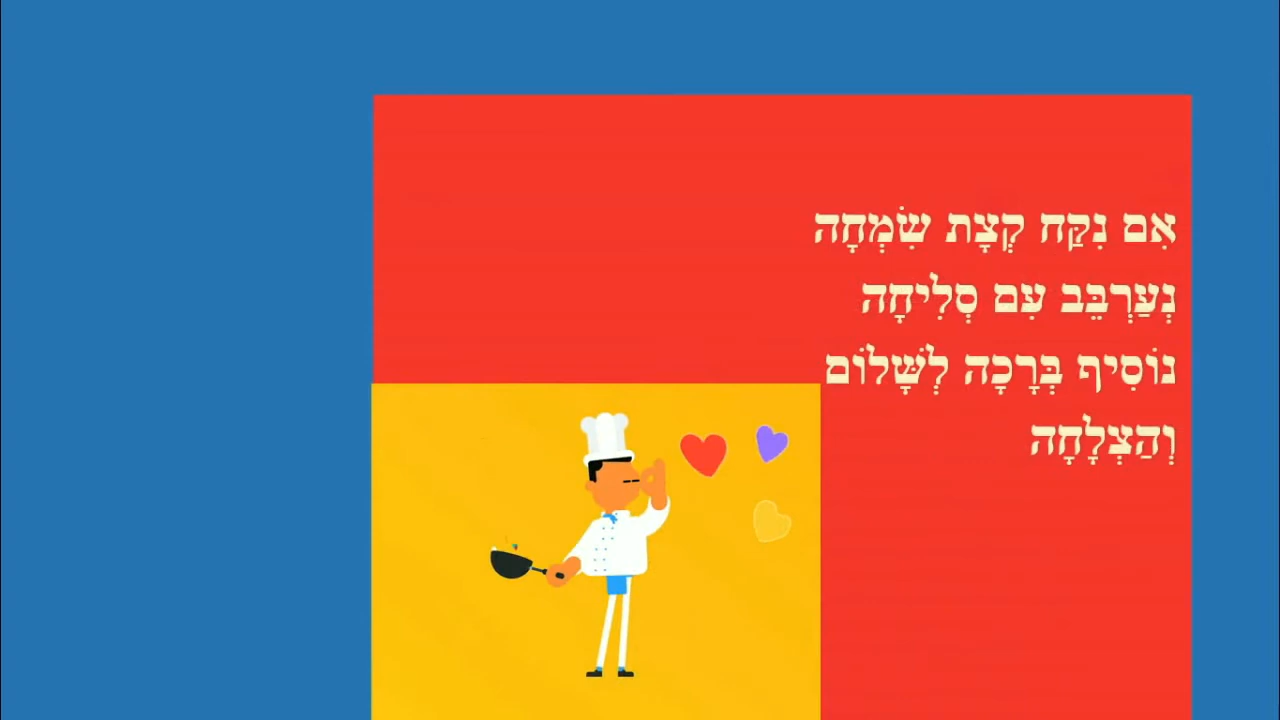 אִם נִקַּח קְצָת שִׂמְחָה
נְעַרְבֵּב עִם סְלִיחָה
נוֹסִיף בְּרָכָה לְשָּׁלוֹם
וְהַצְלָחָה